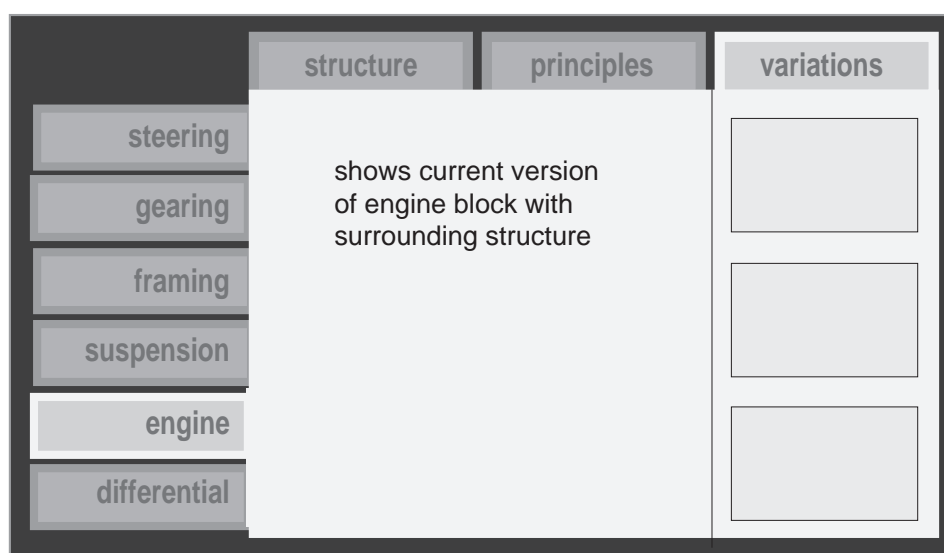 structure
principles
variations
steering
gearing
framing
suspension
engine
differential
shows current version
of engine block with
surrounding structure